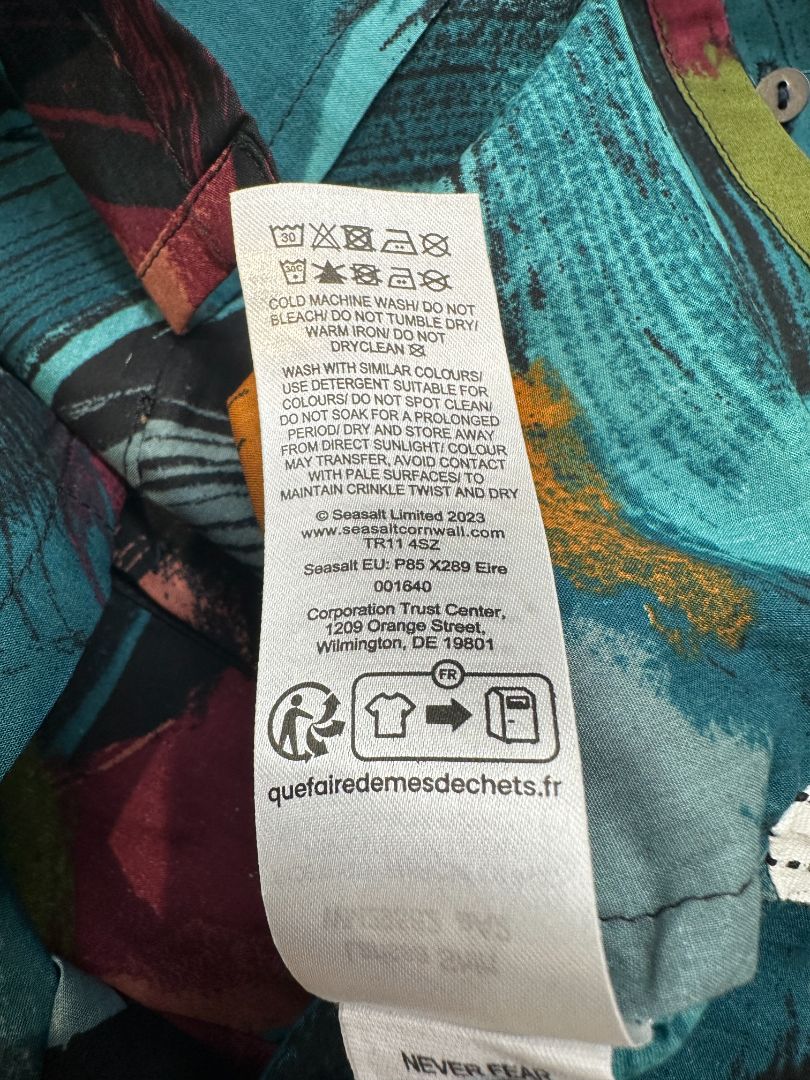 30
30C
COLD MACHINE WASH/ DO NOT
BLEACH/ DO NOT TUMBLE DRY/
WARM IRON/ DO NOT
DRYCLEAN
WASH WITH SIMILAR COLOURS/
USE DETERGENT SUITABLE FOR
COLOURS/ DO NOT SPOT CLEAN/
DO NOT SOAK FOR A PROLONGED
PERIOD/ DRY AND STORE AWAY
FROM DIRECT SUNLIGHT/ COLOUR
MAY TRANSFER, AVOID CONTACT
WITH PALE SURFACES/ TO
MAINTAIN CRINKLE TWIST AND DRY
© Seasalt Limited 2023
www.seasaltcornwall.com
TR11 4SZ
Seasalt EU: P85 X289 Eire
001640
Corporation Trust Center,
1209 Orange Street,
Wilmington, DE 19801
FR
quefairedemesdechets.fr
NEVER FEAR